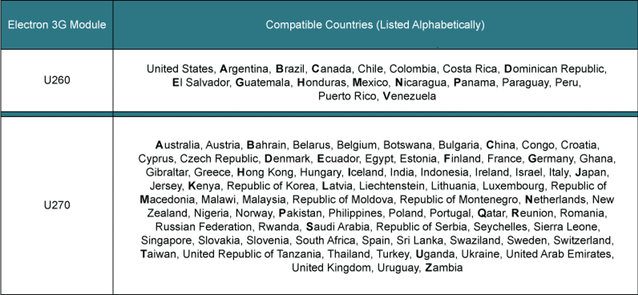 Electron 3G Module
Compatible Countries (Listed Alphabetically)
U260
United States, Argentina, Brazil, Canada, Chile, Colombia, Costa Rica, Dominican Republic,
El Salvador, Guatemala, Honduras, Mexico, Nicaragua, Panama, Paraguay, Peru,
Puerto Rico, Venezuela
U270
Australia, Austria, Bahrain, Belarus, Belgium, Botswana, Bulgaria, China, Congo, Croatia,
Cyprus, Czech Republic, Denmark, Ecuador, Egypt, Estonia, Finland, France, Germany, Ghana,
Gibraltar, Greece, Hong Kong, Hungary, Iceland, India, Indonesia, Ireland, Israel, Italy, Japan,
Jersey, Kenya, Republic of Korea, Latvia, Liechtenstein, Lithuania, Luxembourg, Republic of
Macedonia, Malawi, Malaysia, Republic of Moldova, Republic of Montenegro, Netherlands, New
Zealand, Nigeria, Norway, Pakistan, Philippines, Poland, Portugal, Qatar, Reunion, Romania,
Russian Federation, Rwanda, Saudi Arabia, Republic of Serbia, Seychelles, Sierra Leone,
Singapore, Slovakia, Slovenia, South Africa, Spain, Sri Lanka, Swaziland, Sweden, Switzerland,
Taiwan, United Republic of Tanzania, Thailand, Turkey, Uganda, Ukraine, United Arab Emirates,
United Kingdom, Uruguay, Zambia